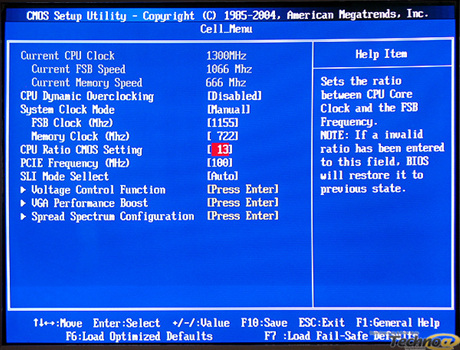 CMOS Setup Utility - Copyright (C) 1985-2004, American Megatrends, Inc.
Cell_Menu
Current CPU Clock 1300MHz
Current FSB Speed 1066 Mhz
Current Memory Speed 666 Mhz
CPU Dynamic Overclocking [Disabled]
System Clock Mode [Manual]
FSB Clock (Mhz) [1155]
Memory Clock (Mhz) [ 722]
CPU Ratio CMOS Setting [ 13]
PCIE Frequency (MHz) [100]
SLI Mode Sellect [Auto]
▶ Voltage Control Function [Press Enter]
▶ VGA Performance Boost [Press Enter]
▶ Spread Spectrum Configuration [Press Enter]
Help Item
Sets the ratio
between CPU Core
Clock and the FSB
Frequency.
NOTE: If a invalid
ratio has been entered
to this field, BIOS
will restore it to
previous state.
↑↓←→:Move Enter:Select +/-/:Value F10:Save ESC:Exit F1:General Help
F6:Load Optimized Defaults F7 :Load Fail-Safe Defaults